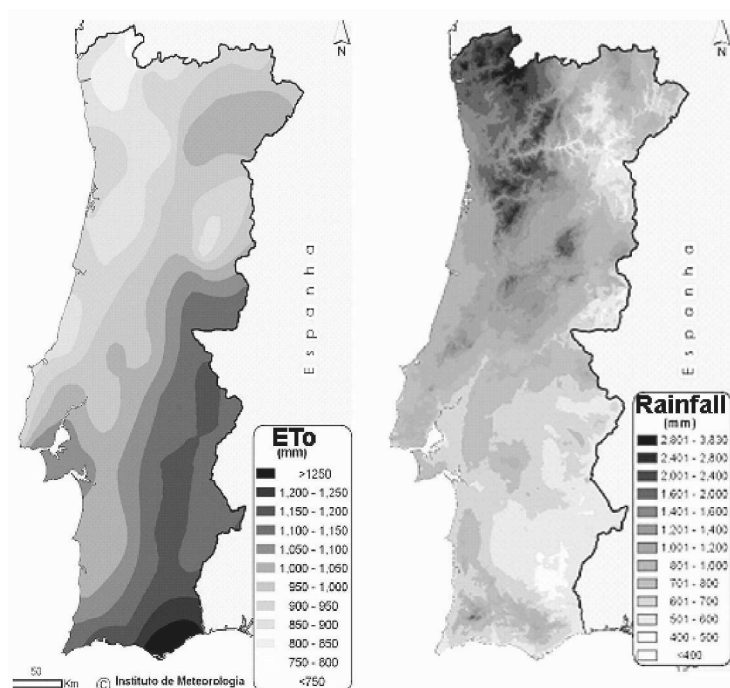 N
Espanha
ETo
(mm)
>1250
1,200 - 1,250
1,150 - 1,200
1,100 - 1,150
1,050 - 1,100
1,000 - 1,050
950 - 1,000
900 - 950
850 - 900
800 - 850
750 - 800
<750
50
Km
© Instituto de Meteorologia
N
Espanha
Rainfall
(mm)
2,801 - 3,830
2,401 - 2,800
2,001 - 2,400
1,601 - 2,000
1,401 - 1,600
1,201 - 1,400
1,001 - 1,200
801 - 1,000
701 - 800
601 - 700
501 - 600
400 - 500
<400